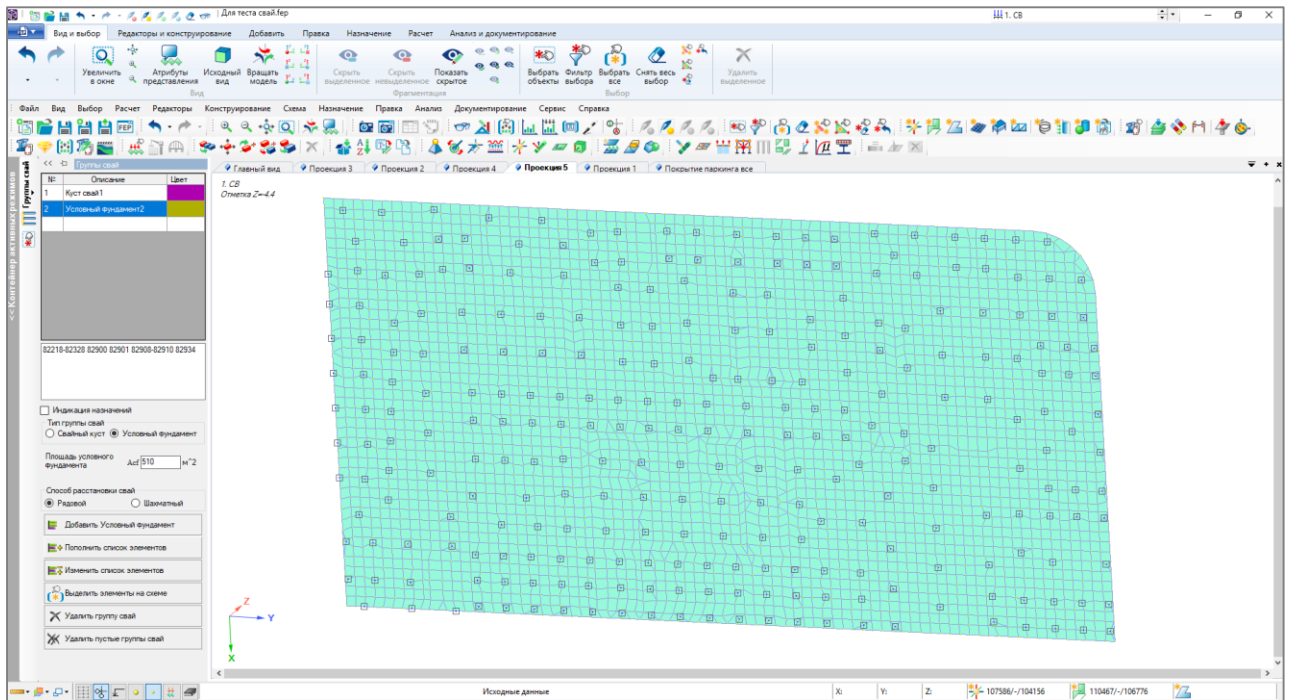 Для теста свай.fep
1. СВ
Вид и выбор Редакторы и конструирование Добавить Правка Назначение Расчет Анализ и документирование
Увеличить в окне
Атрибуты представления
Исходный вид
Вращать модель
Скрыть выделенное
Скрыть невыделенное
Показать скрытое
Выбрать объекты
Фильтр выбора
Выбрать все
Снять весь выбор
Удалить выделенное
Вид Фрагментация Выбор
Файл Вид Выбор Расчет Редакторы Конструирование Схема Назначение Правка Анализ Документирование Сервис Справка
FEP
<<Контейнер активных режимов
Группы свай
Группы свай
Главный вид Проекция 3 Проекция 2 Проекция 4 Проекция 5 Проекция 1 Покрытие паркинга все
№ Описание Цвет
1 Куст свай1
2 Условный фундамент2
1. СВ
Отметка Z=-4.4
82218-82328 82900 82901 82908-82910 82934
Индикация назначений
Тип группы свай
Свайный куст Условный фундамент
Площадь условного фундамента Acf 510 м^2
Способ расстановки свай
Рядовой Шахматный
Добавить Условный фундамент
Пополнить список элементов
Изменить список элементов
Выделить элементы на схеме
Удалить группу свай
Удалить пустые группы свай
Z
Y
X
Исходные данные X: Y: Z: 107586/-/104156 110467/-/106776